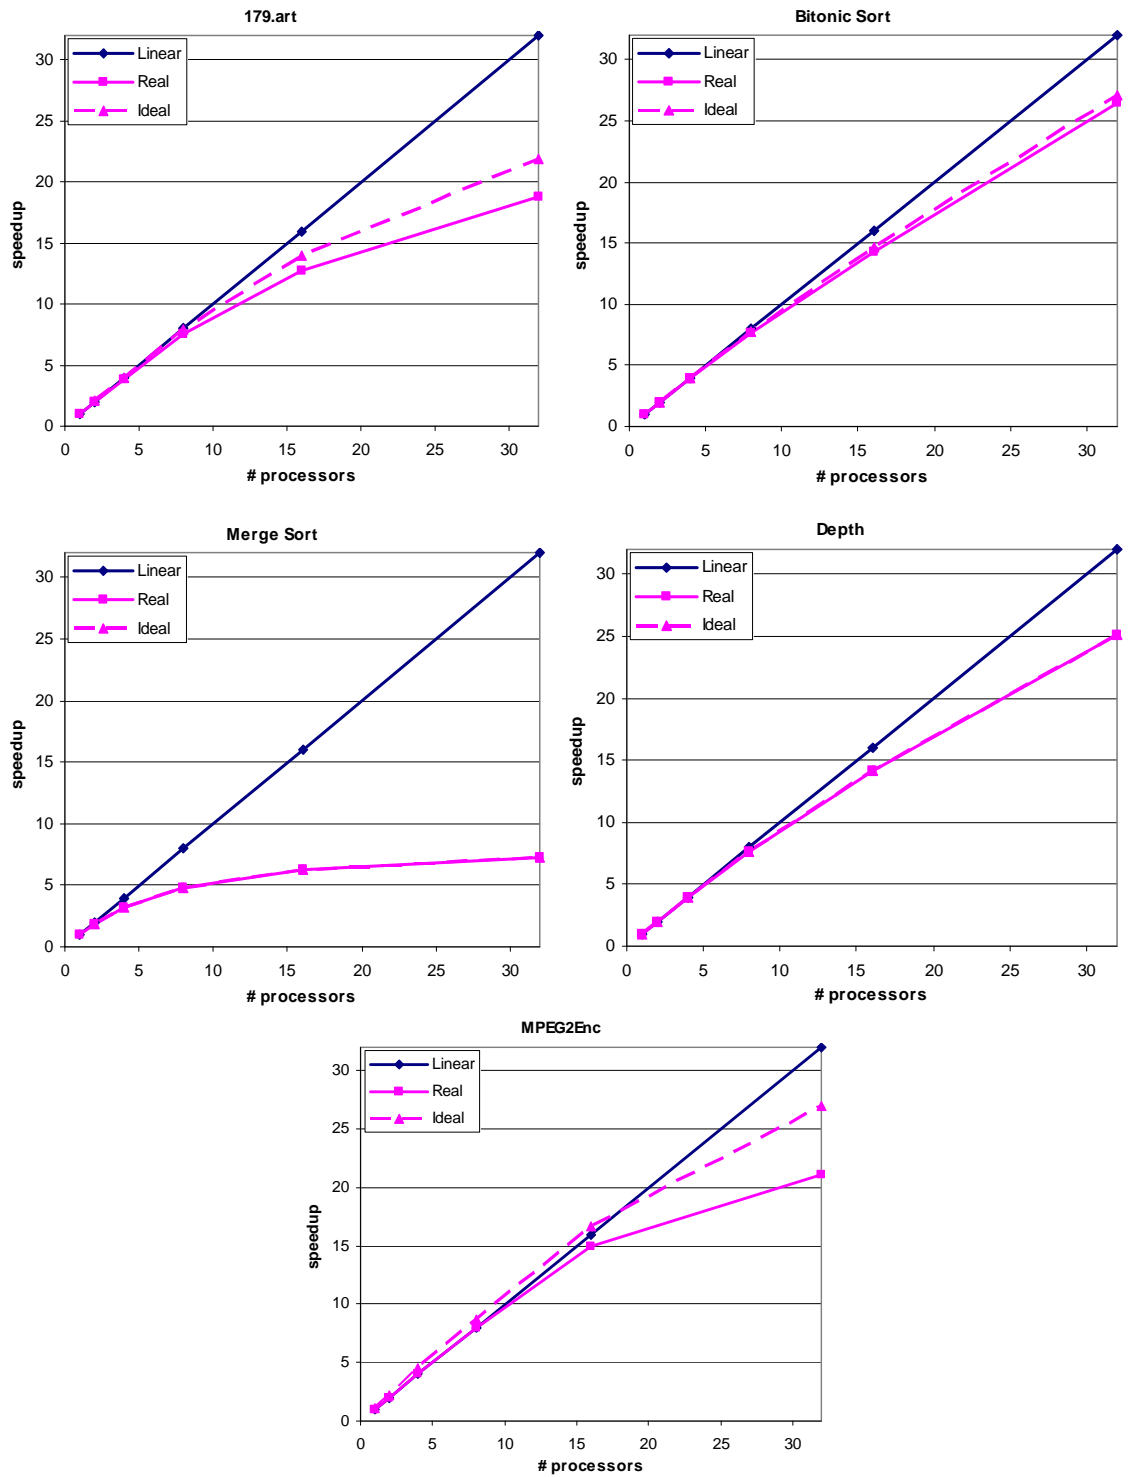 179.art
Linear
Real
Ideal
30
25
20
15
10
5
0
speedup
0 5 10 15 20 25 30
# processors
Bitonic Sort
Linear
Real
Ideal
30
25
20
15
10
5
0
speedup
0 5 10 15 20 25 30
# processors
Merge Sort
Linear
Real
Ideal
30
25
20
15
10
5
0
speedup
0 5 10 15 20 25 30
# processors
Depth
Linear
Real
Ideal
30
25
20
15
10
5
0
speedup
0 5 10 15 20 25 30
# processors
MPEG2Enc
Linear
Real
Ideal
30
25
20
15
10
5
0
speedup
0 5 10 15 20 25 30
# processors